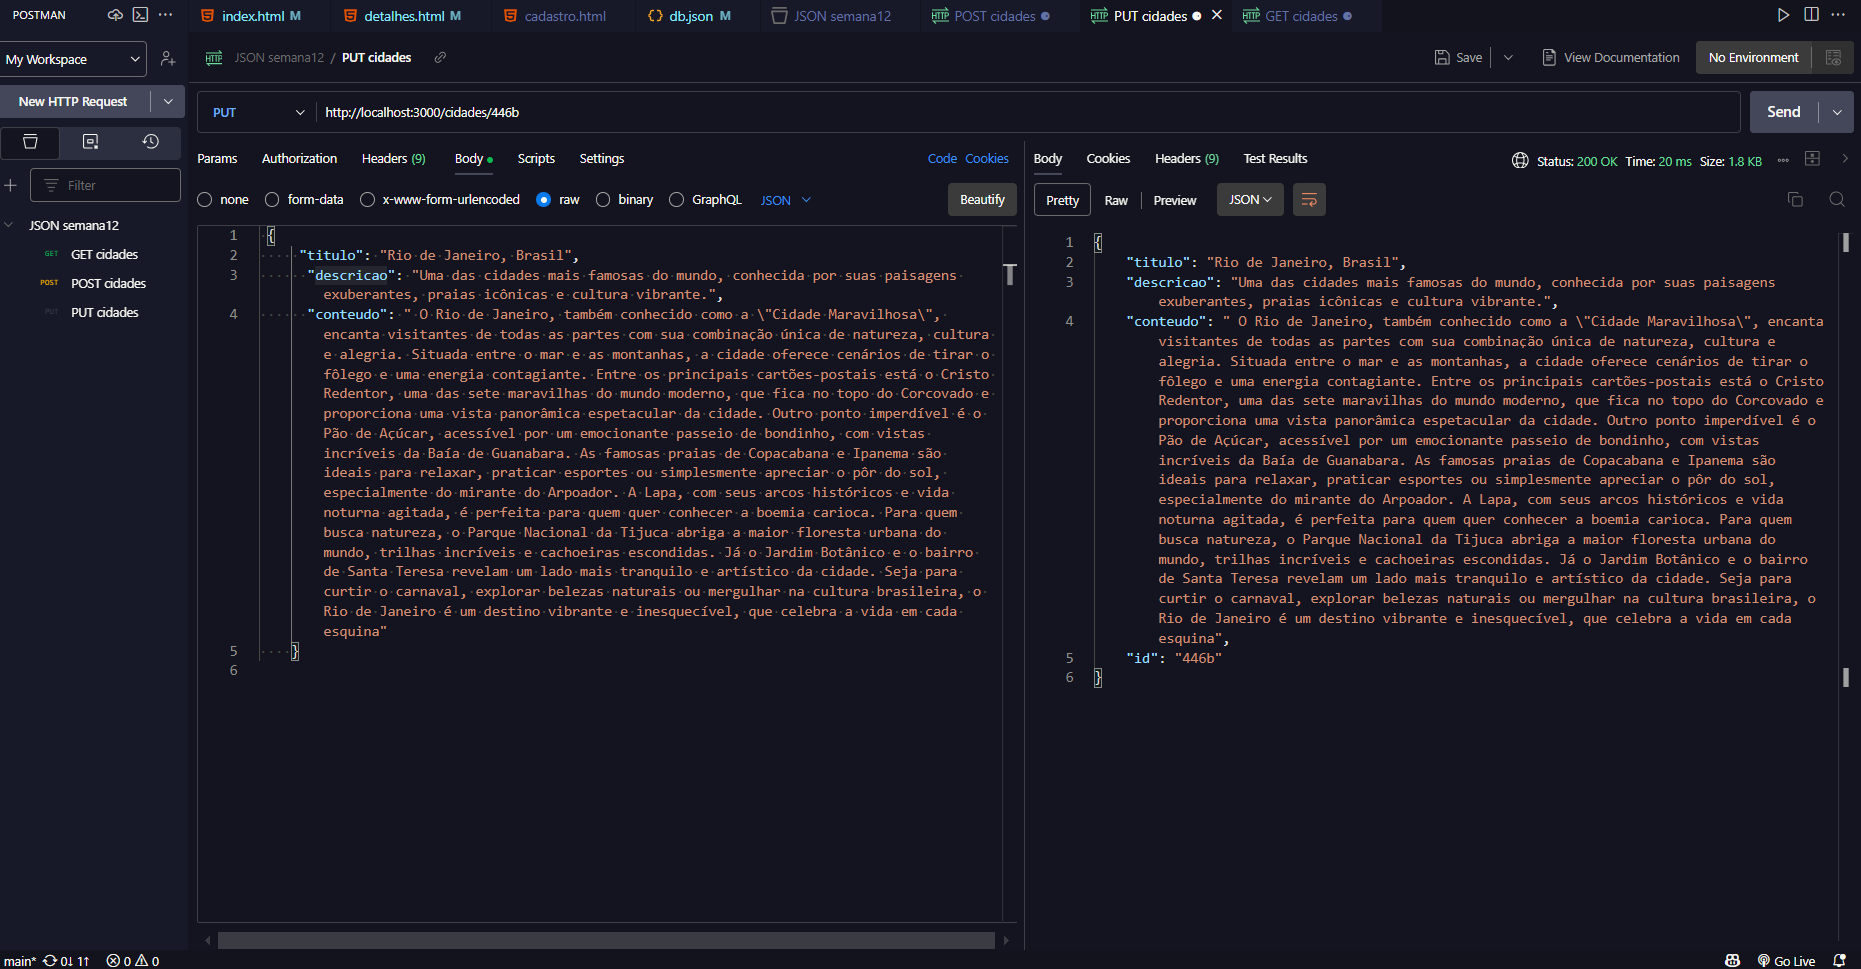 POSTMAN
index.html M
detalhes.html M
cadastro.html
db.json M
JSON semana12
POST cidades
PUT cidades
GET cidades
My Workspace
JSON semana12 / PUT cidades
Save
View Documentation
No Environment
New HTTP Request
PUT
http://localhost:3000/cidades/446b
Send
Filter
JSON semana12
GET GET cidades
POST POST cidades
PUT PUT cidades
Params Authorization Headers (9) Body Scripts Settings Code Cookies
none form-data x-www-form-urlencoded raw binary GraphQL JSON Beautify
1 {
2 "titulo": "Rio de Janeiro, Brasil",
3 "descricao": "Uma das cidades mais famosas do mundo, conhecida por suas paisagens
exuberantes, praias icônicas e cultura vibrante.",
4 "conteudo": " O Rio de Janeiro, também conhecido como a \"Cidade Maravilhosa\",
encanta visitantes de todas as partes com sua combinação única de natureza, cultura
e alegria. Situada entre o mar e as montanhas, a cidade oferece cenários de tirar o
fôlego e uma energia contagiante. Entre os principais cartões-postais está o Cristo
Redentor, uma das sete maravilhas do mundo moderno, que fica no topo do Corcovado e
proporciona uma vista panorâmica espetacular da cidade. Outro ponto imperdível é o
Pão de Açúcar, acessível por um emocionante passeio de bondinho, com vistas
incríveis da Baía de Guanabara. As famosas praias de Copacabana e Ipanema são
ideais para relaxar, praticar esportes ou simplesmente apreciar o pôr do sol,
especialmente do mirante do Arpoador. A Lapa, com seus arcos históricos e vida
noturna agitada, é perfeita para quem quer conhecer a boemia carioca. Para quem
busca natureza, o Parque Nacional da Tijuca abriga a maior floresta urbana do
mundo, trilhas incríveis e cachoeiras escondidas. Já o Jardim Botânico e o bairro
de Santa Teresa revelam um lado mais tranquilo e artístico da cidade. Seja para
curtir o carnaval, explorar belezas naturais ou mergulhar na cultura brasileira, o
Rio de Janeiro é um destino vibrante e inesquecível, que celebra a vida em cada
esquina"
5 }
6
Body Cookies Headers (9) Test Results Status: 200 OK Time: 20 ms Size: 1.8 KB
Pretty Raw Preview JSON
1 {
2 "titulo": "Rio de Janeiro, Brasil",
3 "descricao": "Uma das cidades mais famosas do mundo, conhecida por suas paisagens
exuberantes, praias icônicas e cultura vibrante.",
4 "conteudo": " O Rio de Janeiro, também conhecido como a \"Cidade Maravilhosa\", encanta
visitantes de todas as partes com sua combinação única de natureza, cultura e
alegria. Situada entre o mar e as montanhas, a cidade oferece cenários de tirar o
fôlego e uma energia contagiante. Entre os principais cartões-postais está o Cristo
Redentor, uma das sete maravilhas do mundo moderno, que fica no topo do Corcovado e
proporciona uma vista panorâmica espetacular da cidade. Outro ponto imperdível é o
Pão de Açúcar, acessível por um emocionante passeio de bondinho, com vistas
incríveis da Baía de Guanabara. As famosas praias de Copacabana e Ipanema são
ideais para relaxar, praticar esportes ou simplesmente apreciar o pôr do sol,
especialmente do mirante do Arpoador. A Lapa, com seus arcos históricos e vida
noturna agitada, é perfeita para quem quer conhecer a boemia carioca. Para quem
busca natureza, o Parque Nacional da Tijuca abriga a maior floresta urbana do
mundo, trilhas incríveis e cachoeiras escondidas. Já o Jardim Botânico e o bairro
de Santa Teresa revelam um lado mais tranquilo e artístico da cidade. Seja para
curtir o carnaval, explorar belezas naturais ou mergulhar na cultura brasileira, o
Rio de Janeiro é um destino vibrante e inesquecível, que celebra a vida em cada
esquina",
5 "id": "446b"
6 }
main* 0↓ 1↑ 0 0 Go Live